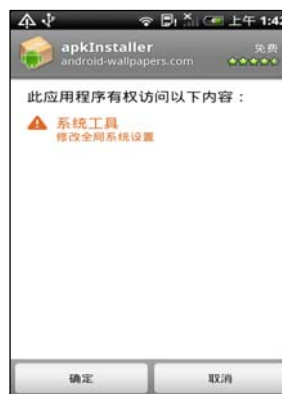 上午 1:42
apkInstaller 免费
android-wallpapers.com
此应用程序有权访问以下内容：
系统工具
修改全局系统设置
确定 取消